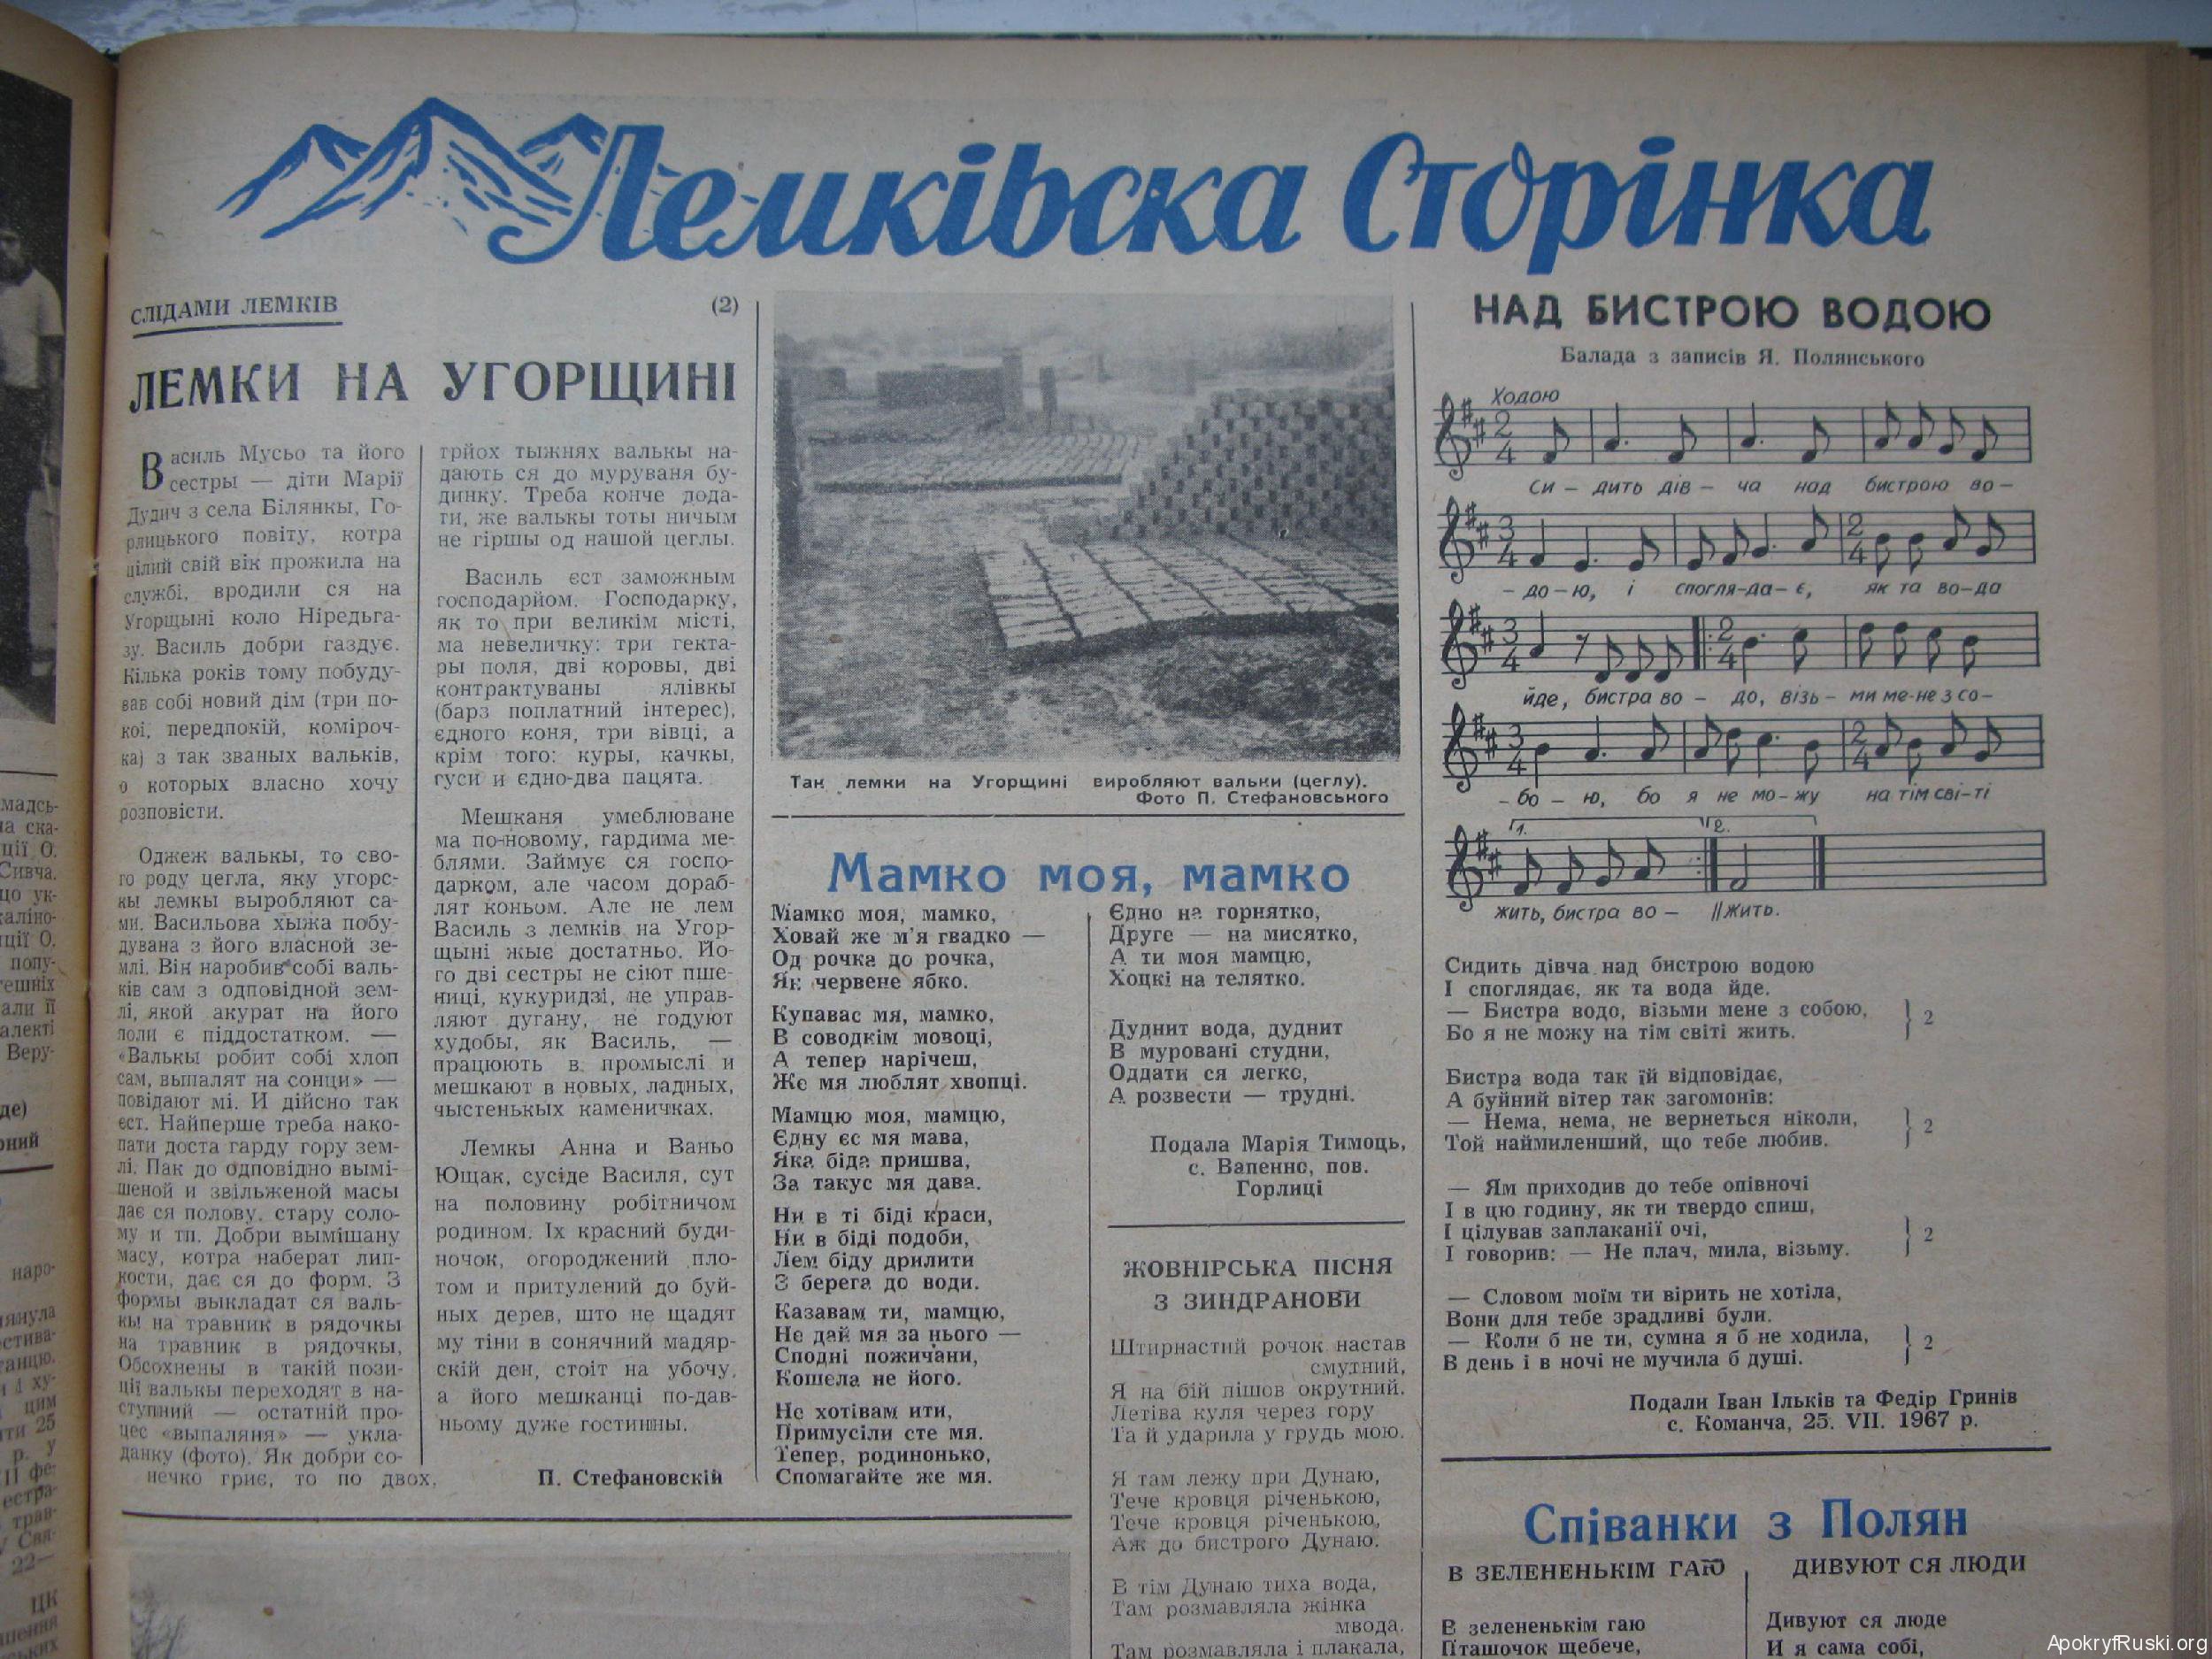 Лемківска Сторінка
СЛІДАМИ ЛЕМКІВ
(2)
ЛЕМКИ НА УГОРЩИНІ
Василь Мусьо та його
сестры — діти Марії
Дудич з села Білянкы, Го-
рлицького повіту, котра
цілий свій вік прожила на
службі, вродили ся на
Угорщыні коло Ніредьга-
зу. Василь добри газдує.
Кілька років тому побуду-
вав собі новий дім (три по-
кої, передпокій, коміроч-
ка) з так званых вальків,
о которых власно хочу
розповісти.
Оджеж валькы, то сво-
го роду цегла, яку угорс-
кы лемкы выробляют са-
ми. Васильова хыжа побу-
дувана з його власной зе-
млі. Він наробив собі валь-
ків сам з одповідной зем-
лі, якой акурат на його
поли є піддостатком. —
«Валькы робит собі хлоп
сам, выпалят на сонци» —
повідают мі. И дійсно так
єст. Найперше треба нако-
пати доста гарду гору зем-
лі. Пак до одповідно вымі-
шеной и звільженой масы
дає ся полову, стару соло-
му и тп. Добри вымішану
масу, котра наберат лип-
кости, дає ся до форм. З
формы выкладат ся валь-
кы на травник в рядочкы
на травник в рядочкы,
Обсохнены в такій пози-
ції валькы переходят в на-
ступний — остатній про-
цес «выпаляня» — укла-
данку (фото). Як добри со-
нечко гриє, то по двох,
трйох тыжнях валькы на-
дають ся до мурування бу-
динку. Треба конче дода-
ти, же валькы тоты ничым
не гіршы од нашой цеглы.
Василь єст заможным
господарйом. Господарку,
як то при великім місті,
ма невеличку: три гекта-
ры поля, дві коровы, дві
контрактуваны ялівкы
(барз поплатний інтерес),
єдного коня, три вівці, а
крім того: куры, качкы,
гуси и єдно-два пацята.
Мешканя умеблюване
ма по-новому, гардима ме-
блями. Займує ся госпо-
дарком, але часом дораб-
лят коньом. Але не лем
Василь з лемків на Угор-
щыні жыє достатньо. Йо-
го дві сестры не сіют пше-
ниці, кукуридзі, не управ-
ляют дугану, не годуют
худобы, як Василь, —
працюють в промыслі и
мешкают в новых, ладных,
чыстенькых каменичках.
Лемкы Анна и Ваньо
Ющак, сусіде Василя, сут
на половину робітничом
родином. Їх красний буди-
ночок, огороджений пло-
том и притулений до буй-
ных дерев, што не щадят
му тіни в сонячний мадяр-
скій ден, стоіт на убочу,
а його мешканці по-дав-
ньому дуже гостинны.
П. Стефановскій
Так лемки на Угорщині виробляют вальки (цеглу).
Фото П. Стефановського
Мамко моя, мамко
Мамко моя, мамко,
Ховай же м'я гвадко —
Од рочка до рочка,
Як червене ябко.
Купавас мя, мамко,
В соводкім мовоці,
А тепер нарічеш,
Же мя люблят хвопці.
Мамцю моя, мамцю,
Єдну єс мя мава,
Яка біда пришва,
За такус мя дава.
Ни в ті біді краси,
Ни в біді подоби,
Лем біду дрилити
З берега до води.
Казавам ти, мамцю,
Не дай мя за нього —
Сподні пожичани,
Кошеля не його.
Не хотівам ити,
Примусіли сте мя.
Тепер, родинонько,
Спомагайте же мя.
Єдно на горнятко,
Друге — на мисятко,
А ти моя мамцю,
Хоцкі на телятко.
Дуднит вода, дуднит
В муровані студни,
Оддати ся легко,
А розвести — трудні.
Подала Марія Тимоць,
с. Вапенно, пов.
Горлиці
ЖОВНІРСЬКА ПІСНЯ
З ЗИНДРАНОВИ
Штирнастий рочок настав
смутний,
Я на бій пішов окрутний.
Летіва куля через гору
Та й ударила у грудь мою.
Я там лежу при Дунаю,
Тече кровця річенькою,
Тече кровця річенькою,
Аж до бистрого Дунаю.
В тім Дунаю тиха вода,
Там розмавляла жінка
мвода.
Там розмавляла і плакала,
НАД БИСТРОЮ ВОДОЮ
Балада з записів Я. Полянського
Ходою
2 4
Си – дить дів – ча над бистрою во –
3 4 2 4
– до – ю, і спогля-да- є, як та во-да
3 4 2 4
йде, бистра во – до, візь – ми ме-не з со –
3 4 2 4
– бо – ю, бо я не мо-жу на тім сві-ті
1. 2.
жить, бистра во – // жить.
Сидить дівча над бистрою водою
І споглядає, як та вода йде.
— Бистра водо, візьми мене з собою,
Бо я не можу на тім світі жить. } 2
Бистра вода так їй відповідає,
А буйний вітер так загомонів:
— Нема, нема, не вернеться ніколи,
Той наймиленший, що тебе любив. } 2
— Ям приходив до тебе опівночі
І в цю годину, як ти твердо спиш,
І цілував заплаканії очі,
І говорив: — Не плач, мила, візьму. } 2
— Словом моїм ти вірить не хотіла,
Вони для тебе зрадливі були.
— Коли б не ти, сумна я б не ходила,
В день і в ночі не мучила б душі. } 2
Подали Іван Ільків та Федір Гринів
с. Команча, 25. VII. 1967 р.
Співанки з Полян
В ЗЕЛЕНЕНЬКІМ ГАЮ
В зелененькім гаю
Пташочок щебече,
ДИВУЮТ СЯ ЛЮДИ
Дивуют ся люде
И я сама собі,
ApokryfRuski.org